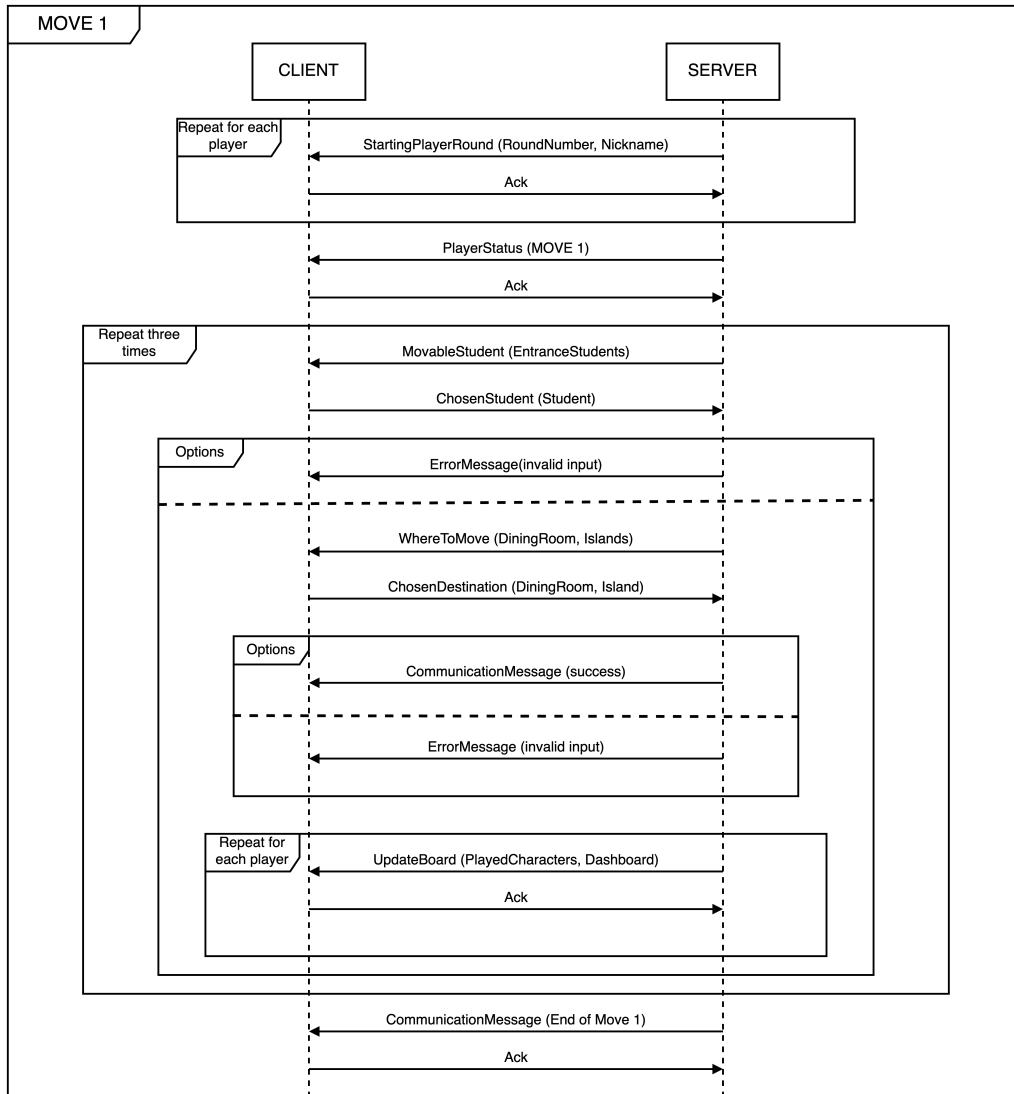 MOVE 1
CLIENT
SERVER
Repeat for each
player
StartingPlayerRound (RoundNumber, Nickname)
Ack
PlayerStatus (MOVE 1)
Ack
Repeat three
times
MovableStudent (EntranceStudents)
ChosenStudent (Student)
Options
ErrorMessage(invalid input)
WhereToMove (DiningRoom, Islands)
ChosenDestination (DiningRoom, Island)
Options
CommunicationMessage (success)
ErrorMessage (invalid input)
Repeat for
each player
UpdateBoard (PlayedCharacters, Dashboard)
Ack
CommunicationMessage (End of Move 1)
Ack